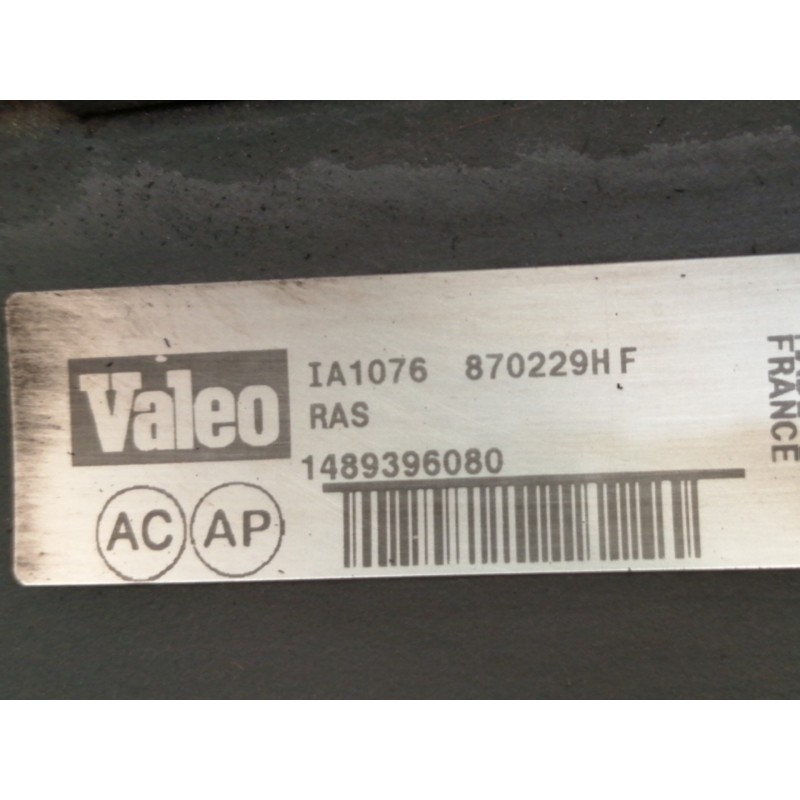 Valeo
IA1076 870229H F
RAS
1489396080
AC AP
FRANCE